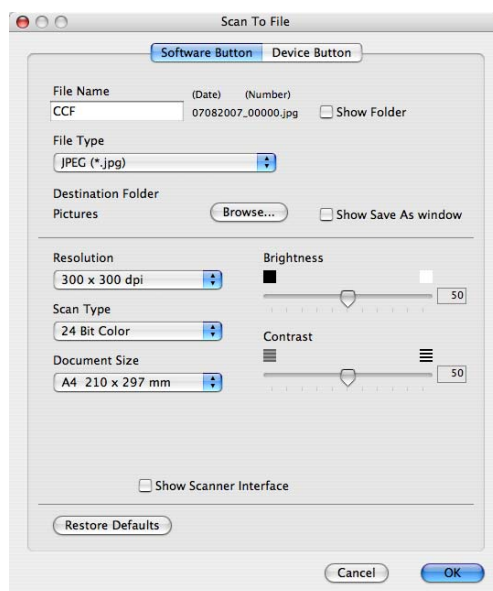 Scan To File
Software Button Device Button
File Name (Date) (Number)
CCF 07082007_00000.jpg Show Folder
File Type
JPEG (*.jpg)
Destination Folder
Pictures Browse... Show Save As window
Resolution Brightness
300 x 300 dpi
50
Scan Type
24 Bit Color
Contrast
Document Size
A4 210 x 297 mm 50
Show Scanner Interface
Restore Defaults
Cancel OK